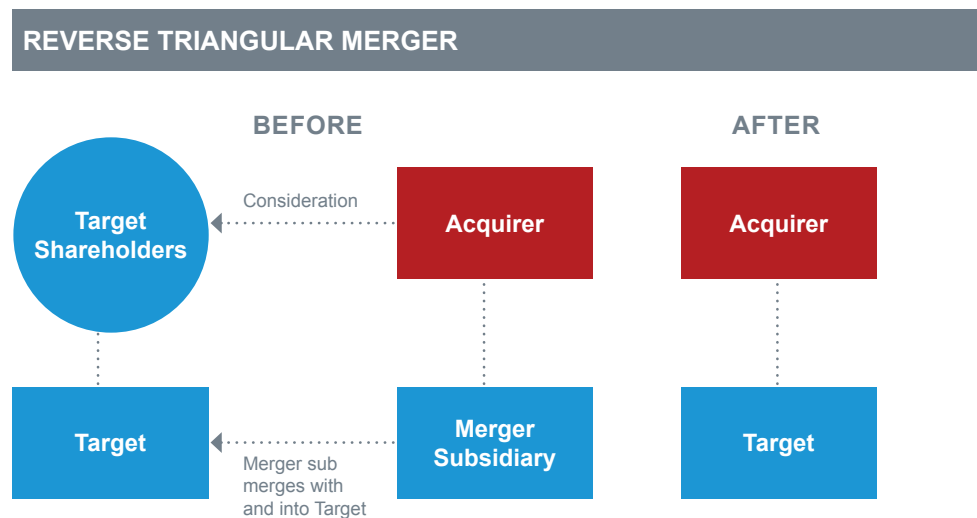 REVERSE TRIANGULAR MERGER
BEFORE
AFTER
Target
Shareholders
Consideration
Acquirer
Acquirer
Target
Merger sub
merges with
and into Target
Merger
Subsidiary
Target